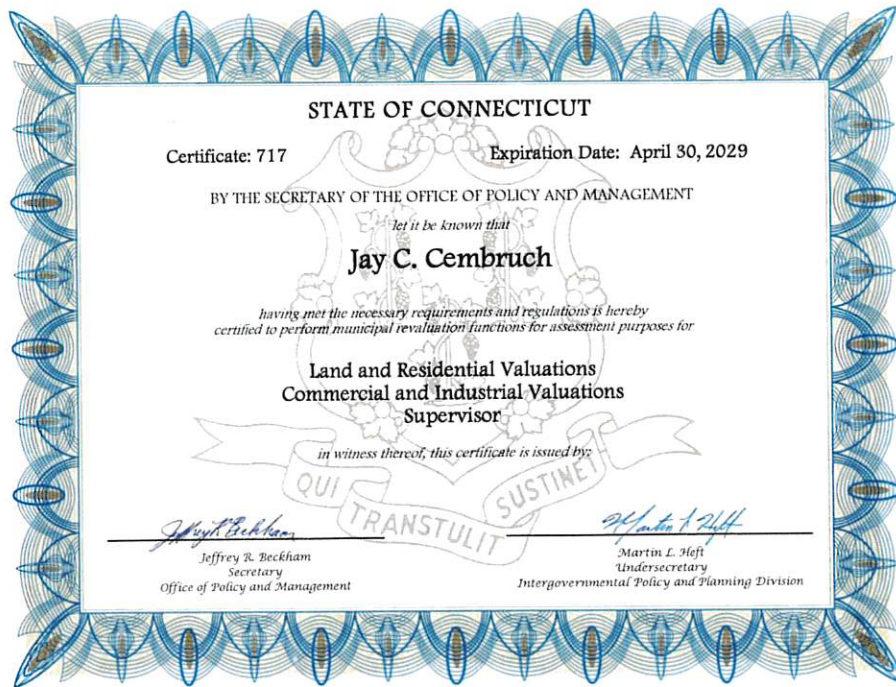 STATE OF CONNECTICUT
Certificate: 717 Expiration Date: April 30, 2029
BY THE SECRETARY OF THE OFFICE OF POLICY AND MANAGEMENT
let it be known that
Jay C. Cembruch
having met the necessary requirements and regulations is hereby
certified to perform municipal revaluation functions for assessment purposes for
Land and Residential Valuations
Commercial and Industrial Valuations
Supervisor
in witness thereof, this certificate is issued by:
QUI TRANSTULIT SUSTINET
Jeffrey R. Beckham Martin L. Heft
Jeffrey R. Beckham
Secretary
Office of Policy and Management
Martin L. Heft
Undersecretary
Intergovernmental Policy and Planning Division